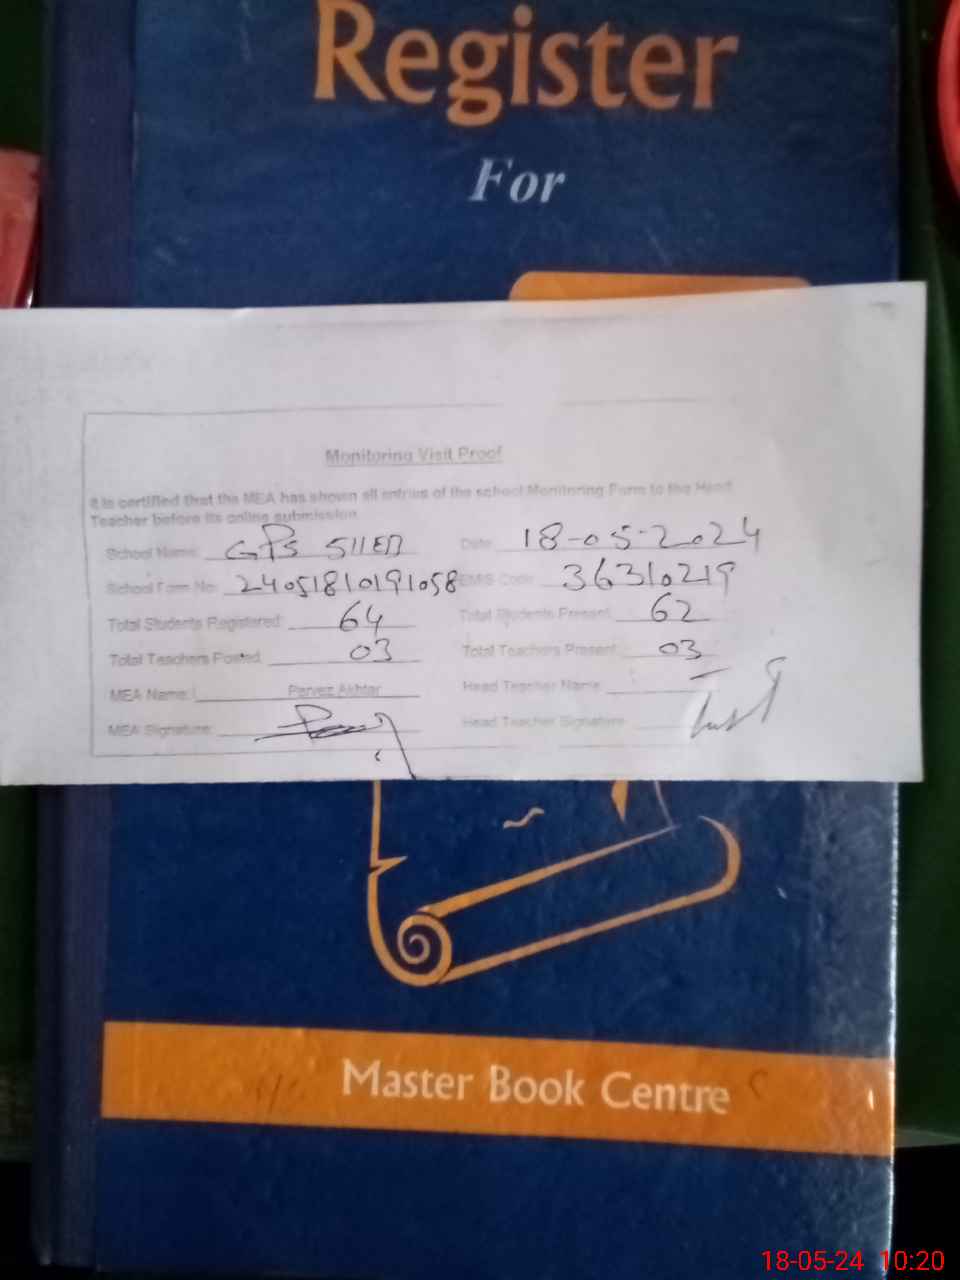 Register
For
Monitoring Visit Proof
It is certified that the MEA has shown all entries of the school Monitoring Form to the Head
Teacher before its online submission.
School Name: GPS 511EB Date: 18-05-2024
School Form No: 24051810191058 EMIS Code: 36310219
Total Students Registered: 64 Total Students Present: 62
Total Teachers Posted: 03 Total Teachers Present: 03
MEA Name: Parvez Akhtar Head Teacher Name:
MEA Signature: Head Teacher Signature:
Master Book Centre
18-05-24 10:20